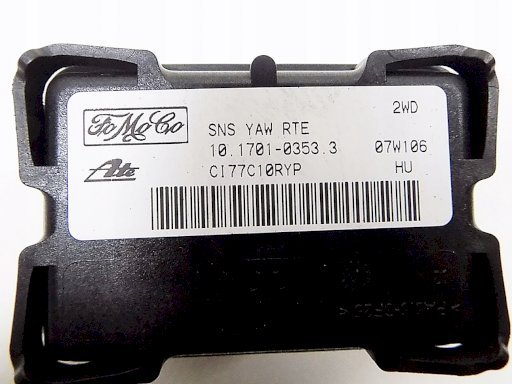 2WD
FoMoCo
SNS YAW RTE
10.1701-0353.3 07W106
Ate
CI77C10RYP HU